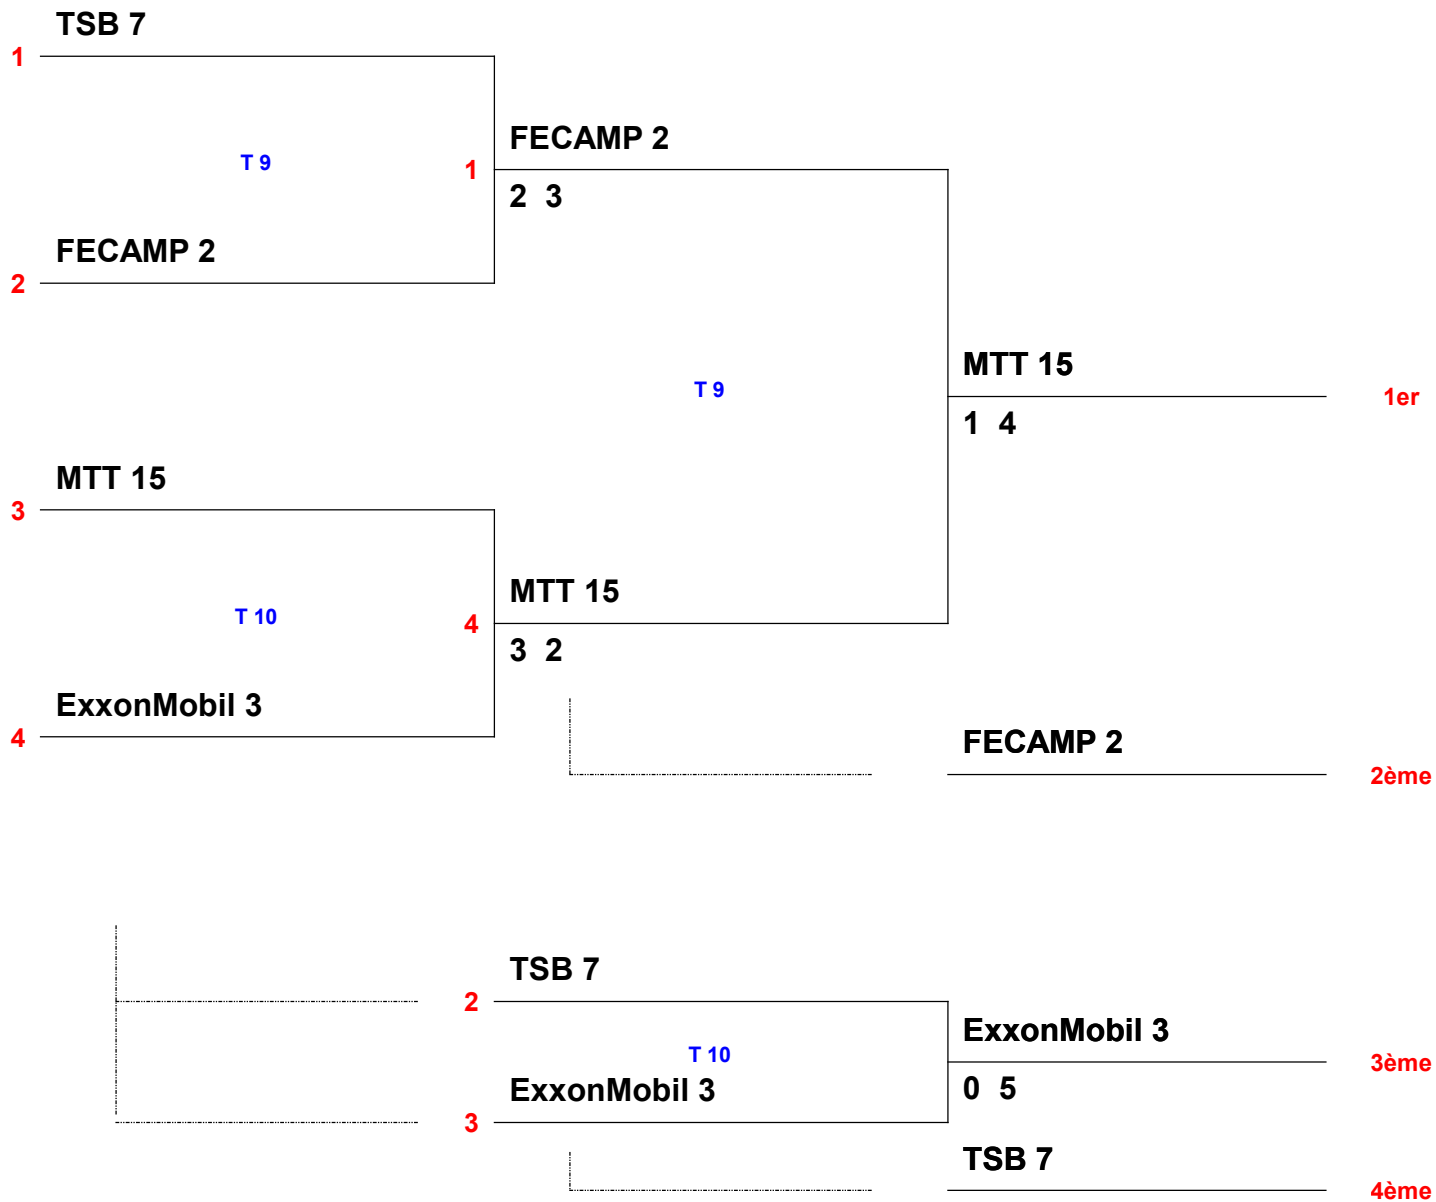 TSB 7
1
FECAMP 2
T 9
1
2 3
FECAMP 2
2
MTT 15
T 9
1er
1 4
MTT 15
3
MTT 15
T 10
4
3 2
ExxonMobil 3
4
FECAMP 2
2ème
TSB 7
2
ExxonMobil 3
T 10
3ème
ExxonMobil 3
0 5
3
TSB 7
4ème